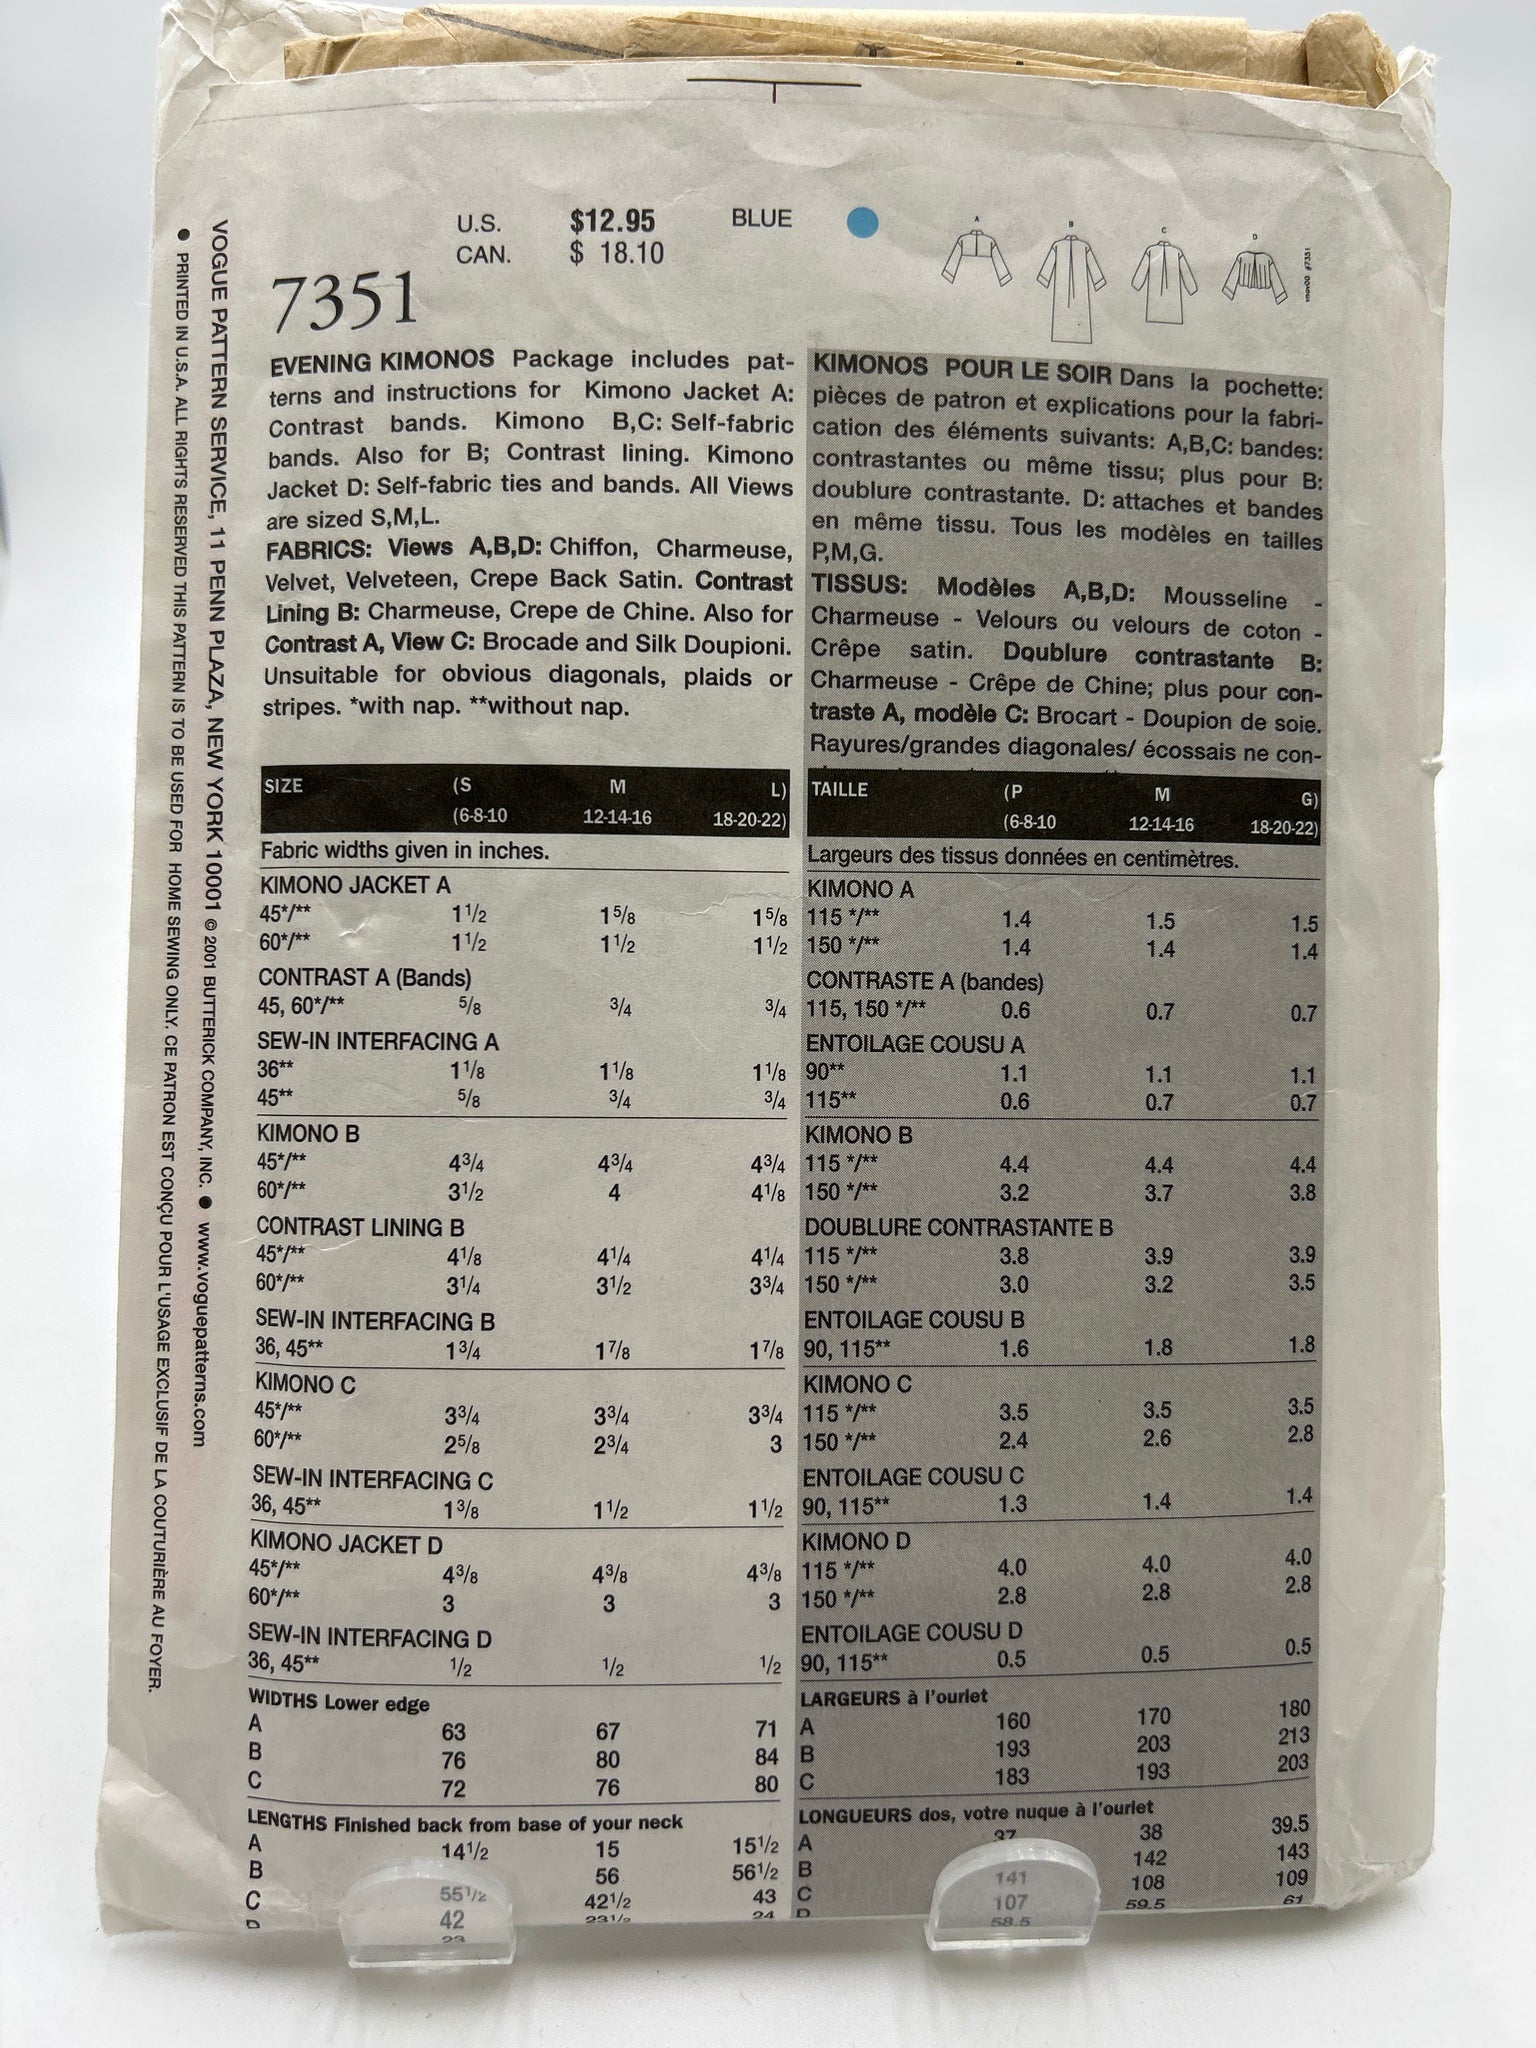 U.S. $12.95 BLUE
CAN. $ 18.10
7351
A B C D
EVENING KIMONOS Package includes pat-
terns and instructions for Kimono Jacket A:
Contrast bands. Kimono B,C: Self-fabric
bands. Also for B; Contrast lining. Kimono
Jacket D: Self-fabric ties and bands. All Views
are sized S,M,L.
FABRICS: Views A,B,D: Chiffon, Charmeuse,
Velvet, Velveteen, Crepe Back Satin. Contrast
Lining B: Charmeuse, Crepe de Chine. Also for
Contrast A, View C: Brocade and Silk Doupioni.
Unsuitable for obvious diagonals, plaids or
stripes. *with nap. **without nap.
SIZE (S M L)
(6-8-10 12-14-16 18-20-22)
Fabric widths given in inches.
KIMONO JACKET A
45*/** 1 1/2 1 5/8 1 5/8
60*/** 1 1/2 1 1/2 1 1/2
CONTRAST A (Bands)
45, 60*/** 5/8 3/4 3/4
SEW-IN INTERFACING A
36** 1 1/8 1 1/8 1 1/8
45** 5/8 3/4 3/4
KIMONO B
45*/** 4 3/4 4 3/4 4 3/4
60*/** 3 1/2 4 4 1/8
CONTRAST LINING B
45*/** 4 1/8 4 1/4 4 1/4
60*/** 3 1/4 3 1/2 3 3/4
SEW-IN INTERFACING B
36, 45** 1 3/4 1 7/8 1 7/8
KIMONO C
45*/** 3 3/4 3 3/4 3 3/4
60*/** 2 5/8 2 3/4 3
SEW-IN INTERFACING C
36, 45** 1 3/8 1 1/2 1 1/2
KIMONO JACKET D
45*/** 4 3/8 4 3/8 4 3/8
60*/** 3 3 3
SEW-IN INTERFACING D
36, 45** 1/2 1/2 1/2
WIDTHS Lower edge
A 63 67 71
B 76 80 84
C 72 76 80
LENGTHS Finished back from base of your neck
A 14 1/2 15 15 1/2
B 55 1/2 56 56 1/2
C 42 42 1/2 43
D 23 23 1/2 24
KIMONOS POUR LE SOIR Dans la pochette:
pièces de patron et explications pour la fabri-
cation des éléments suivants: A,B,C: bandes:
contrastantes ou même tissu; plus pour B:
doublure contrastante. D: attaches et bandes
en même tissu. Tous les modèles en tailles
P,M,G.
TISSUS: Modèles A,B,D: Mousseline -
Charmeuse - Velours ou velours de coton -
Crêpe satin. Doublure contrastante B:
Charmeuse - Crêpe de Chine; plus pour con-
traste A, modèle C: Brocart - Doupion de soie.
Rayures/grandes diagonales/ écossais ne con-
TAILLE (P M G)
(6-8-10 12-14-16 18-20-22)
Largeurs des tissus données en centimètres.
KIMONO A
115 */** 1.4 1.5 1.5
150 */** 1.4 1.4 1.4
CONTRASTE A (bandes)
115, 150 */** 0.6 0.7 0.7
ENTOILAGE COUSU A
90** 1.1 1.1 1.1
115** 0.6 0.7 0.7
KIMONO B
115 */** 4.4 4.4 4.4
150 */** 3.2 3.7 3.8
DOUBLURE CONTRASTANTE B
115 */** 3.8 3.9 3.9
150 */** 3.0 3.2 3.5
ENTOILAGE COUSU B
90, 115** 1.6 1.8 1.8
KIMONO C
115 */** 3.5 3.5 3.5
150 */** 2.4 2.6 2.8
ENTOILAGE COUSU C
90, 115** 1.3 1.4 1.4
KIMONO D
115 */** 4.0 4.0 4.0
150 */** 2.8 2.8 2.8
ENTOILAGE COUSU D
90, 115** 0.5 0.5 0.5
LARGEURS à l'ourlet
A 160 170 180
B 193 203 213
C 183 193 203
LONGUEURS dos, votre nuque à l'ourlet
A 37 38 39.5
B 141 142 143
C 107 108 109
D 58.5 59.5 61
VOGUE PATTERN SERVICE, 11 PENN PLAZA, NEW YORK 10001 © 2001 BUTTERICK COMPANY, INC. ● www.voguepatterns.com
● PRINTED IN U.S.A. ALL RIGHTS RESERVED THIS PATTERN IS TO BE USED FOR HOME SEWING ONLY. CE PATRON EST CONÇU POUR L'USAGE EXCLUSIF DE LA COUTURIÈRE AU FOYER.